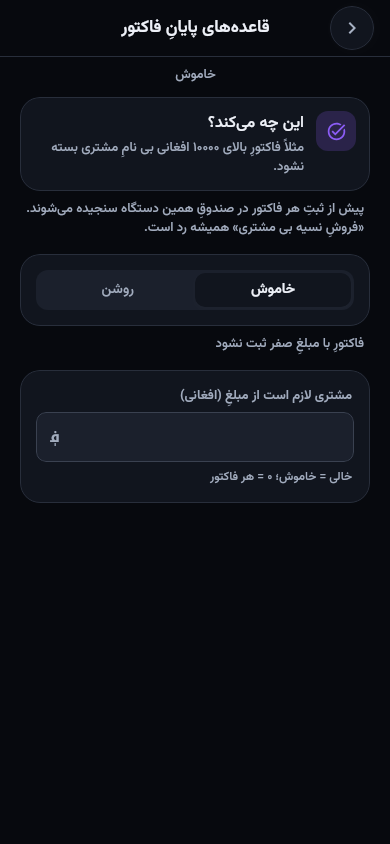 قاعده‌های پایانِ فاکتور
خاموش
این چه می‌کند؟
مثلاً فاکتورِ بالای ۱۰۰۰۰ افغانی بی نامِ مشتری بسته
نشود.
پیش از ثبتِ هر فاکتور در صندوقِ همین دستگاه سنجیده می‌شوند.
«فروشِ نسیه بی مشتری» همیشه رد است.
خاموش
روشن
فاکتورِ با مبلغِ صفر ثبت نشود
مشتری لازم است از مبلغِ (افغانی)
؋
خالی = خاموش؛ ۰ = هر فاکتور